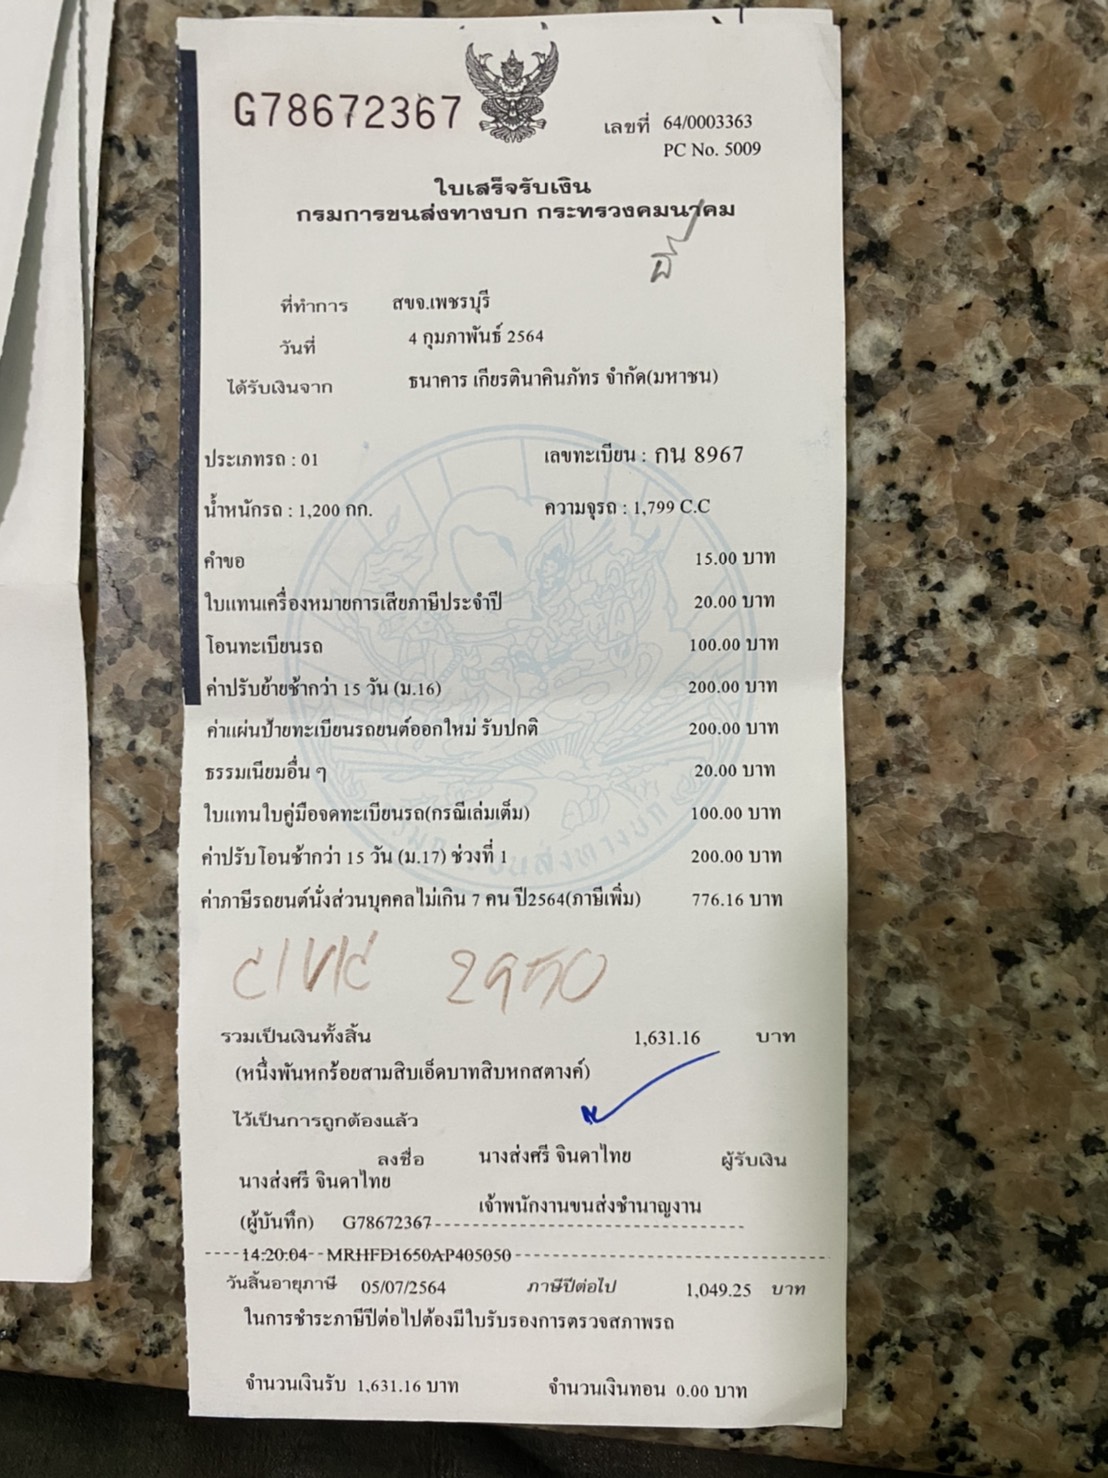 G78672367
เลขที่ 64/0003363
PC No. 5009
ใบเสร็จรับเงิน
กรมการขนส่งทางบก กระทรวงคมนาคม
ที่ทำการ สขจ.เพชรบุรี
วันที่ 4 กุมภาพันธ์ 2564
ได้รับเงินจาก ธนาคาร เกียรตินาคินภัทร จำกัด(มหาชน)
ประเภทรถ : 01 เลขทะเบียน : กน 8967
น้ำหนักรถ : 1,200 กก. ความจุรถ : 1,799 C.C
คำขอ 15.00 บาท
ใบแทนเครื่องหมายการเสียภาษีประจำปี 20.00 บาท
โอนทะเบียนรถ 100.00 บาท
ค่าปรับย้ายช้ากว่า 15 วัน (ม.16) 200.00 บาท
ค่าแผ่นป้ายทะเบียนรถยนต์ออกใหม่ รับปกติ 200.00 บาท
ธรรมเนียมอื่น ๆ 20.00 บาท
ใบแทนใบคู่มือจดทะเบียนรถ(กรณีเล่มเต็ม) 100.00 บาท
ค่าปรับโอนช้ากว่า 15 วัน (ม.17) ช่วงที่ 1 200.00 บาท
ค่าภาษีรถยนต์นั่งส่วนบุคคลไม่เกิน 7 คน ปี2564(ภาษีเพิ่ม) 776.16 บาท
2950
รวมเป็นเงินทั้งสิ้น 1,631.16 บาท
(หนึ่งพันหกร้อยสามสิบเอ็ดบาทสิบหกสตางค์)
ไว้เป็นการถูกต้องแล้ว
ลงชื่อ นางส่งศรี จินดาไทย ผู้รับเงิน
นางส่งศรี จินดาไทย
เจ้าพนักงานขนส่งชำนาญงาน
(ผู้บันทึก) G78672367
14:20:04--MRHFD1650AP405050
วันสิ้นอายุภาษี 05/07/2564 ภาษีปีต่อไป 1,049.25 บาท
ในการชำระภาษีปีต่อไปต้องมีใบรับรองการตรวจสภาพรถ
จำนวนเงินรับ 1,631.16 บาท จำนวนเงินทอน 0.00 บาท